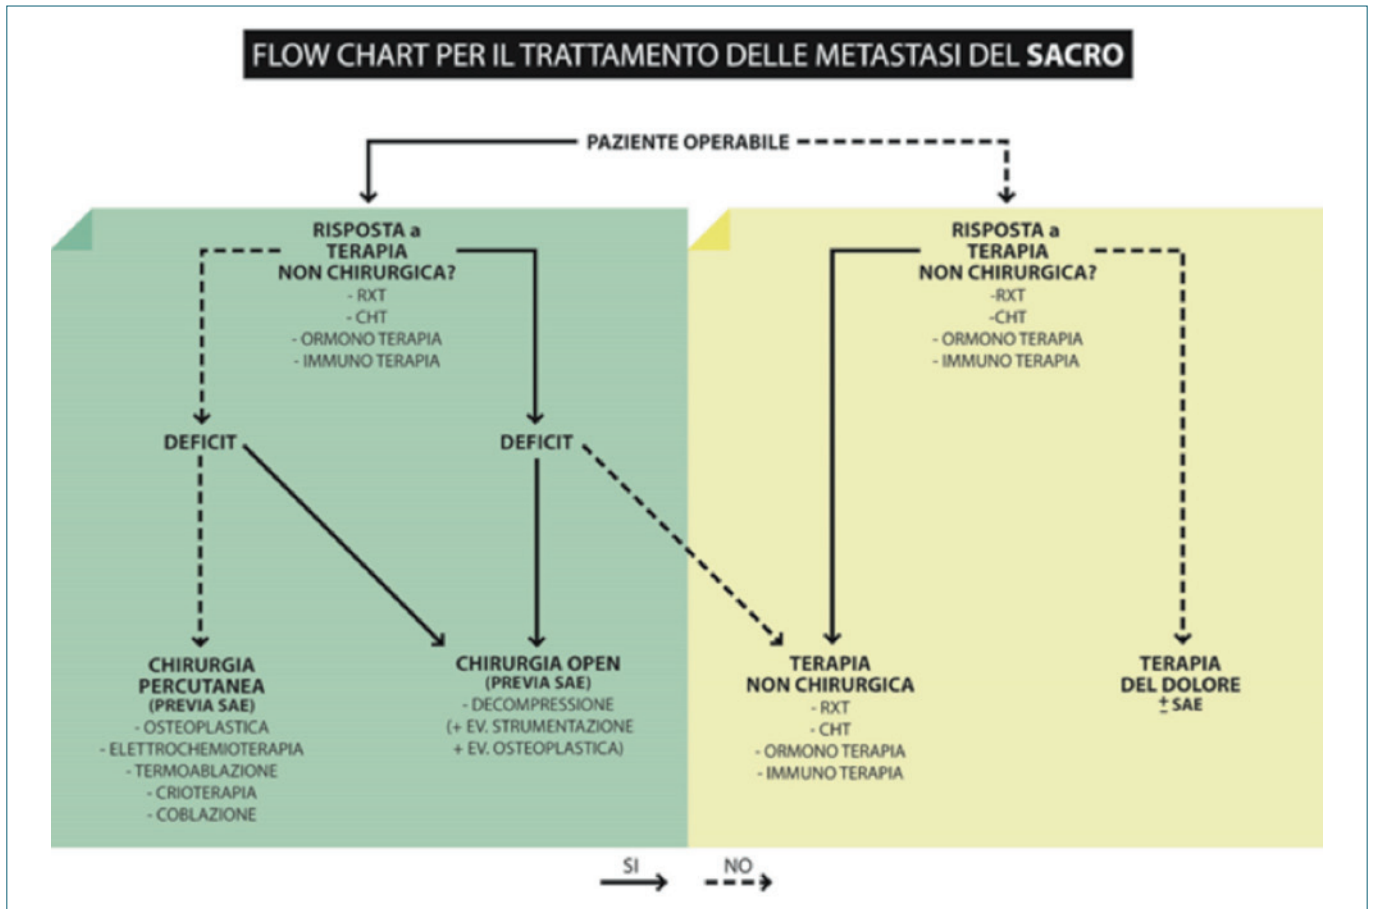 FLOW CHART PER IL TRATTAMENTO DELLE METASTASI DEL SACRO
PAZIENTE OPERABILE
RISPOSTA a
TERAPIA
NON CHIRURGICA?
- RXT
- CHT
- ORMONO TERAPIA
- IMMUNO TERAPIA
RISPOSTA a
TERAPIA
NON CHIRURGICA?
-RXT
-CHT
- ORMONO TERAPIA
- IMMUNO TERAPIA
DEFICIT
DEFICIT
CHIRURGIA
PERCUTANEA
(PREVIA SAE)
- OSTEOPLASTICA
- ELETTROCHEMIOTERAPIA
- TERMOABLAZIONE
- CRIOTERAPIA
- COBLAZIONE
CHIRURGIA OPEN
(PREVIA SAE)
- DECOMPRESSIONE
(+ EV. STRUMENTAZIONE
+ EV. OSTEOPLASTICA)
TERAPIA
NON CHIRURGICA
- RXT
- CHT
- ORMONO TERAPIA
- IMMUNO TERAPIA
TERAPIA
DEL DOLORE
± SAE
SI
NO